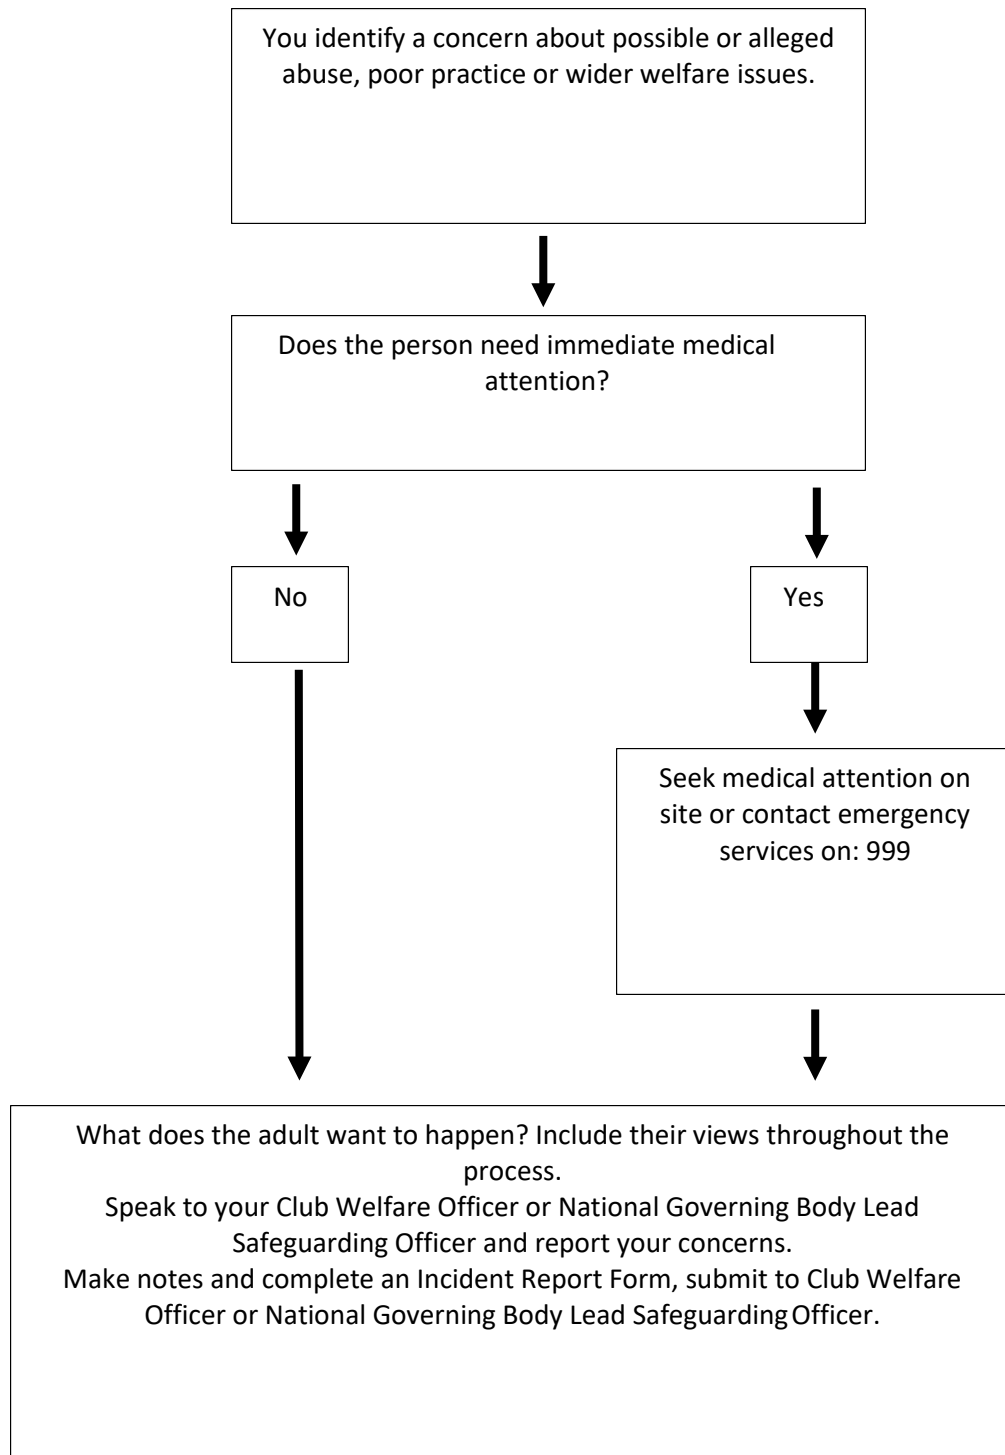 You identify a concern about possible or alleged
abuse, poor practice or wider welfare issues.
Does the person need immediate medical
attention?
No
Yes
Seek medical attention on
site or contact emergency
services on: 999
What does the adult want to happen? Include their views throughout the
process.
Speak to your Club Welfare Officer or National Governing Body Lead
Safeguarding Officer and report your concerns.
Make notes and complete an Incident Report Form, submit to Club Welfare
Officer or National Governing Body Lead Safeguarding Officer.